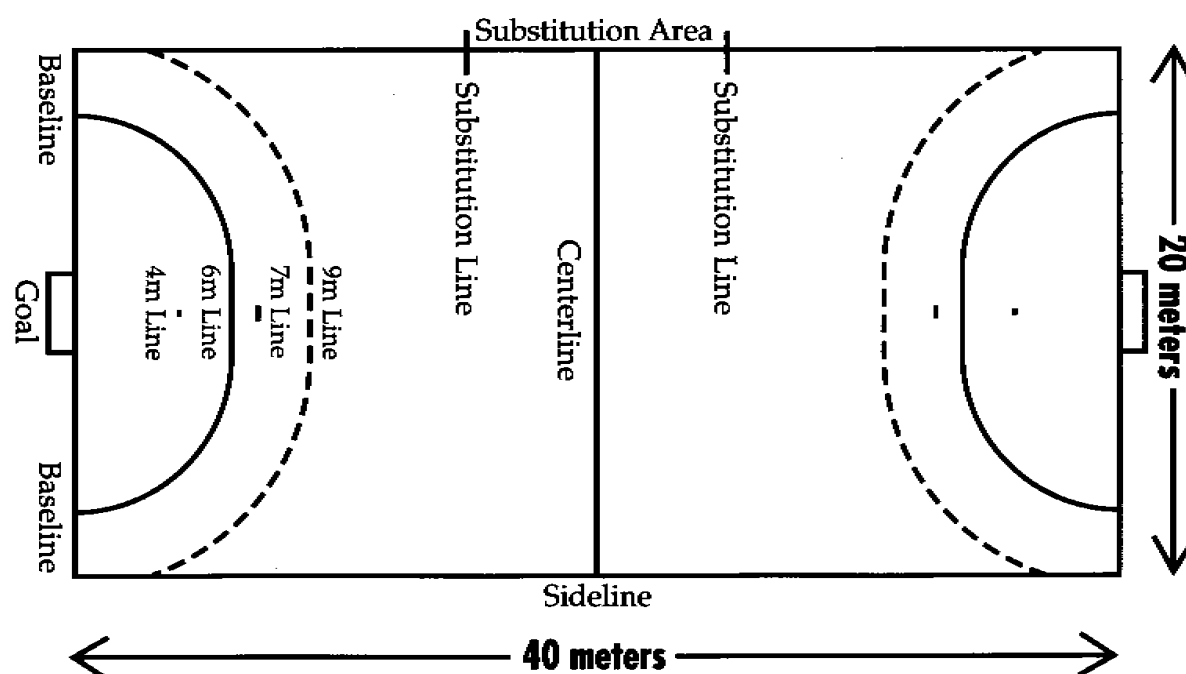 Substitution Area
Baseline
Substitution Line
Substitution Line
Centerline
Goal
4m Line
6m Line
7m Line
9m Line
20 meters
Baseline
Sideline
40 meters